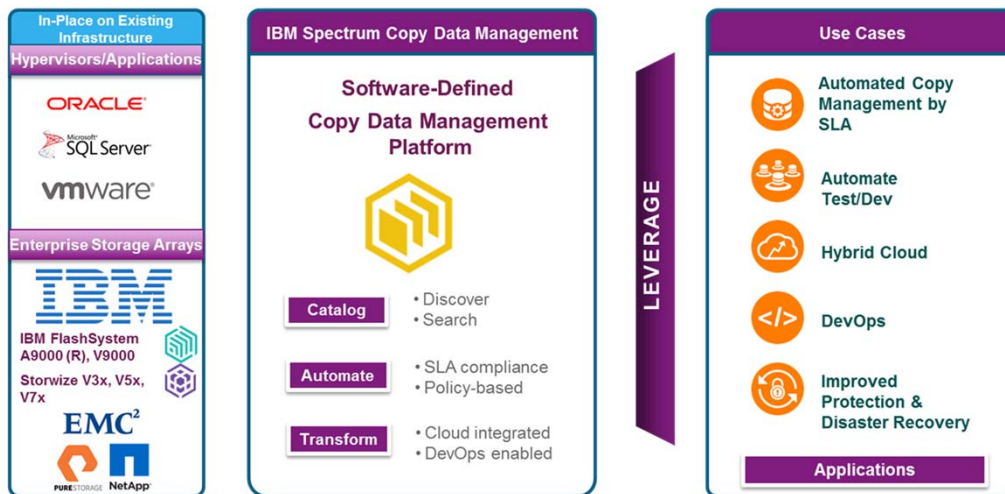 In-Place on Existing
Infrastructure
Hypervisors/Applications
ORACLE®
Microsoft®
SQL Server®
vmware®
Enterprise Storage Arrays
IBM
IBM FlashSystem
A9000 (R), V9000
Storwize V3x, V5x,
V7x
EMC²
PURESTORAGE
NetApp®
IBM Spectrum Copy Data Management
Software-Defined
Copy Data Management
Platform
Catalog
• Discover
• Search
Automate
• SLA compliance
• Policy-based
Transform
• Cloud integrated
• DevOps enabled
LEVERAGE
Use Cases
Automated Copy
Management by
SLA
Automate
Test/Dev
Hybrid Cloud
</>
DevOps
Improved
Protection &
Disaster Recovery
Applications